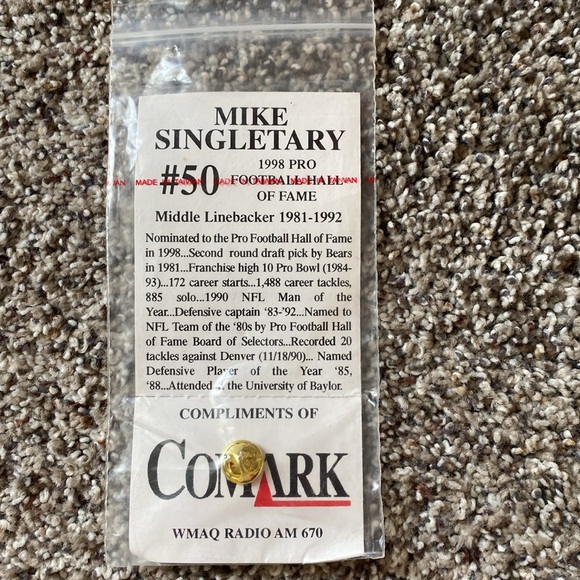 MIKE
SINGLETARY
#50
1998 PRO
FOOTBALL HALL
OF FAME
MADE IN TAIWAN MADE IN TAIWAN
Middle Linebacker 1981-1992
Nominated to the Pro Football Hall of Fame
in 1998...Second round draft pick by Bears
in 1981...Franchise high 10 Pro Bowl (1984-
93)...172 career starts...1,488 career tackles,
885 solo...1990 NFL Man of the
Year...Defensive captain ‘83-’92...Named to
NFL Team of the ‘80s by Pro Football Hall
of Fame Board of Selectors...Recorded 20
tackles against Denver (11/18/90)... Named
Defensive Player of the Year ‘85,
‘88...Attended the University of Baylor.
COMPLIMENTS OF
COMARK
WMAQ RADIO AM 670